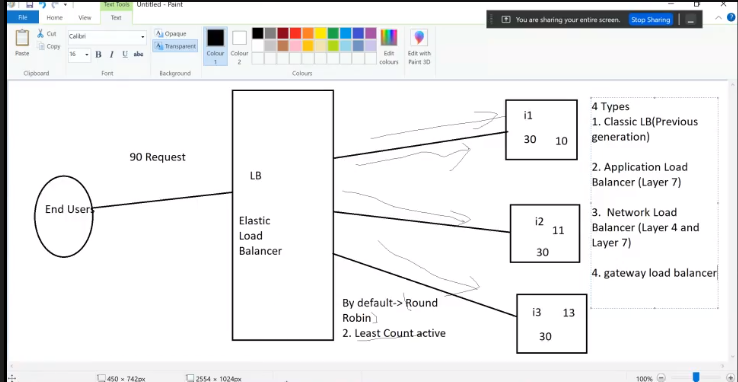 Text Tools
Untitled - Paint
File
Home
View
Text
You are sharing your entire screen.
Stop Sharing
Paste
Cut
Copy
Clipboard
Calibri
16
B I U abc
Font
Opaque
Transparent
Background
Colour 1
Colour 2
Colours
Edit colours
Edit with Paint 3D
End Users
90 Request
LB
Elastic
Load
Balancer
i1
30 10
i2
11
30
i3 13
30
By default-> Round
Robin
2. Least Count active
4 Types
1. Classic LB(Previous
generation)
2. Application Load
Balancer (Layer 7)
3. Network Load
Balancer (Layer 4 and
Layer 7)
4. gateway load balancer
450 × 742px
2554 × 1024px
100%